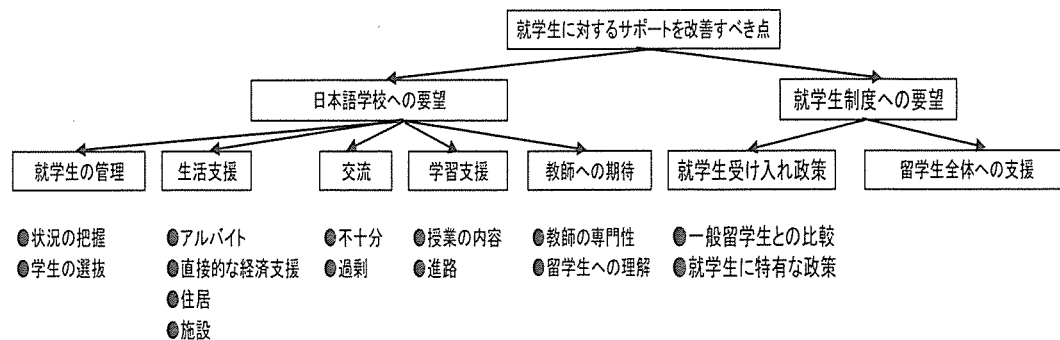 就学生に対するサポートを改善すべき点
日本語学校への要望
就学生制度への要望
就学生の管理
生活支援
交流
学習支援
教師への期待
就学生受け入れ政策
留学生全体への支援
●状況の把握
●学生の選抜
●アルバイト
●直接的な経済支援
●住居
●施設
●不十分
●過剰
●授業の内容
●進路
●教師の専門性
●留学生への理解
●一般留学生との比較
●就学生に特有な政策